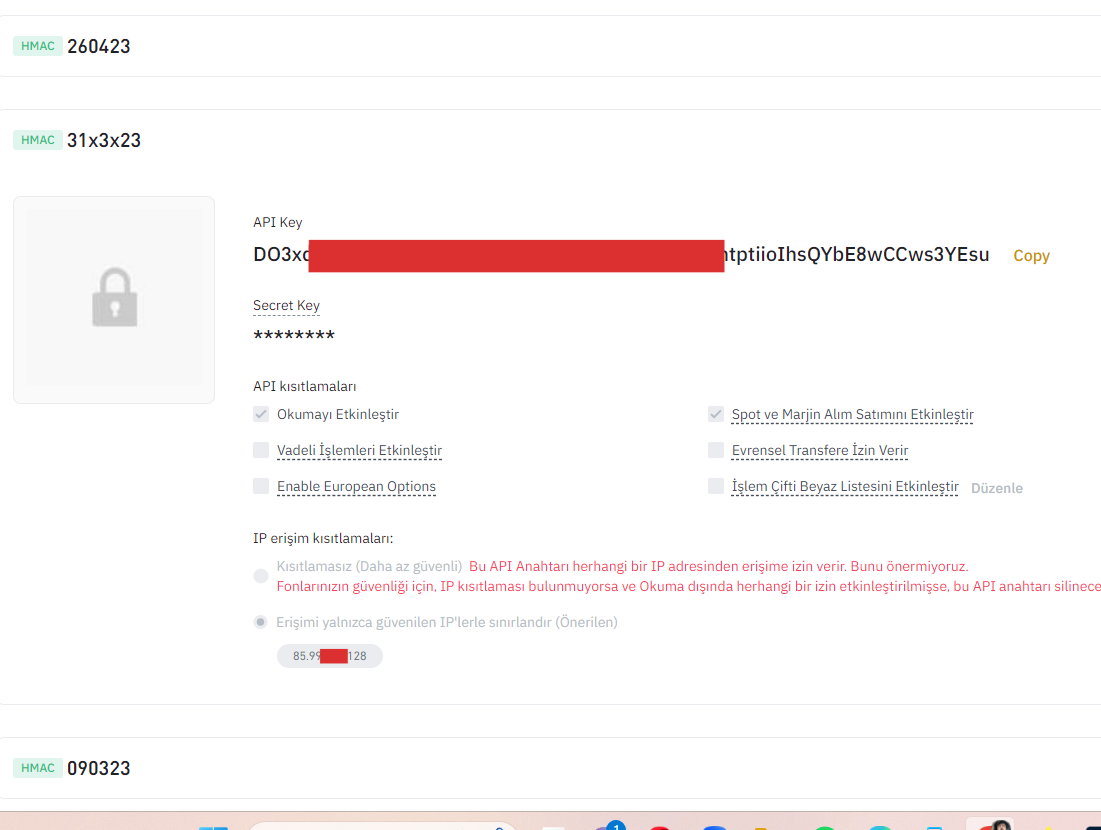 HMAC 260423
HMAC 31x3x23
API Key
DO3xc ntptiioIhsQYbE8wCCws3YEsu Copy
Secret Key
********
API kısıtlamaları
Okumayı Etkinleştir
Spot ve Marjin Alım Satımını Etkinleştir
Vadeli İşlemleri Etkinleştir
Evrensel Transfere İzin Verir
Enable European Options
İşlem Çifti Beyaz Listesini Etkinleştir Düzenle
IP erişim kısıtlamaları:
Kısıtlamasız (Daha az güvenli) Bu API Anahtarı herhangi bir IP adresinden erişime izin verir. Bunu önermiyoruz.
Fonlarınızın güvenliği için, IP kısıtlaması bulunmuyorsa ve Okuma dışında herhangi bir izin etkinleştirilmişse, bu API anahtarı silinece
Erişimi yalnızca güvenilen IP'lerle sınırlandır (Önerilen)
85.99 128
HMAC 090323
1